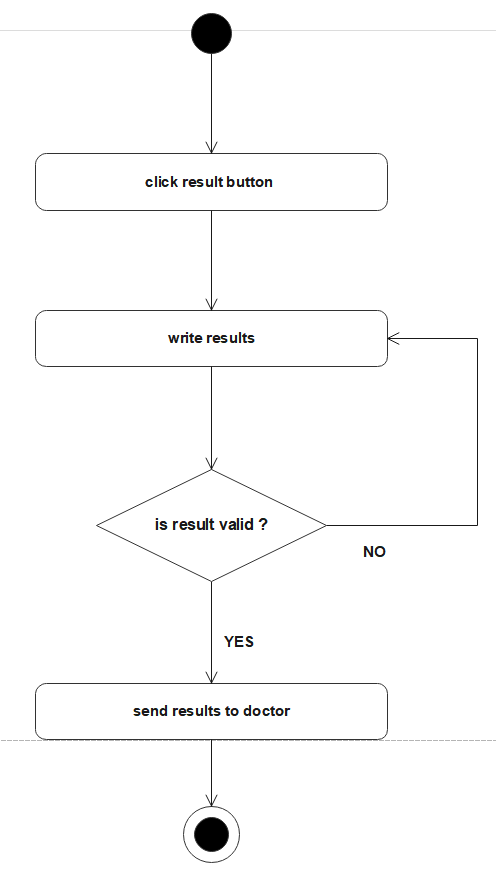 click result button
write results
is result valid ?
NO
YES
send results to doctor